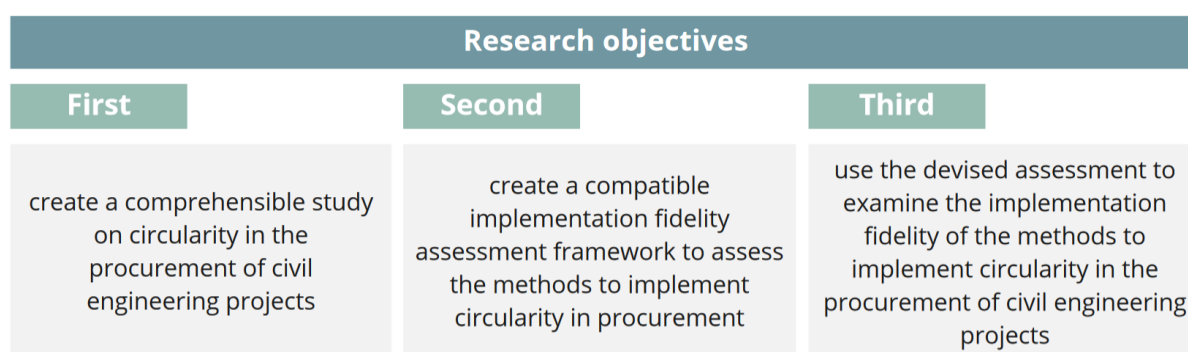 Research objectives
First
create a comprehensible study
on circularity in the
procurement of civil
engineering projects
Second
create a compatible
implementation fidelity
assessment framework to assess
the methods to implement
circularity in procurement
Third
use the devised assessment to
examine the implementation
fidelity of the methods to
implement circularity in the
procurement of civil engineering
projects